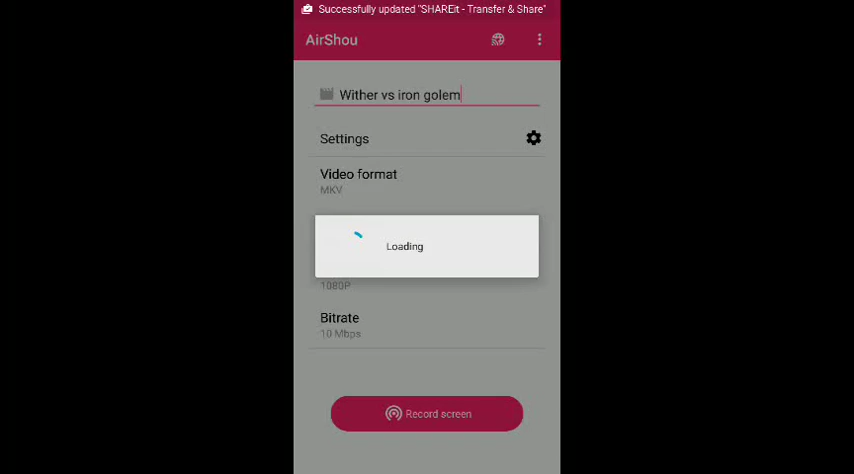 Successfully updated "SHAREit - Transfer & Share"
AirShou
Wither vs iron golem
Settings
Video format
MKV
Loading
1080P
Bitrate
10 Mbps
Record screen